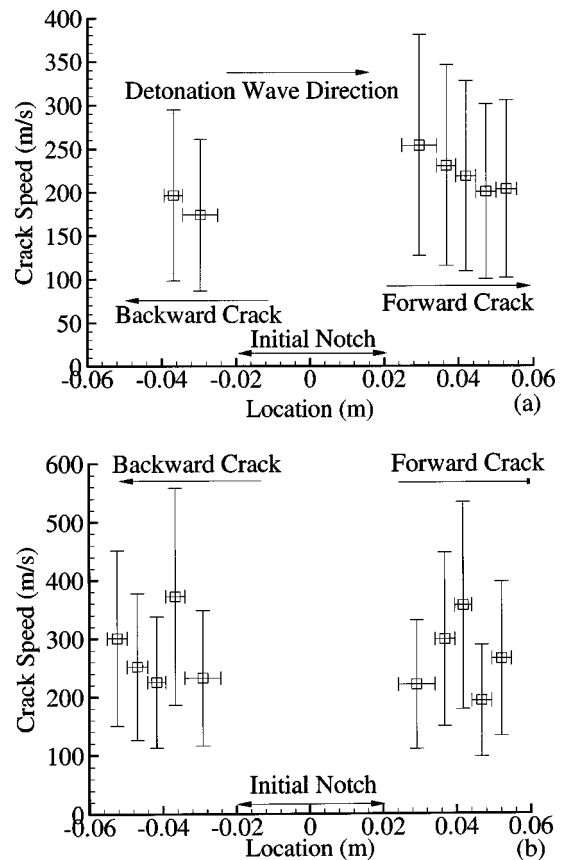 400
350
300
250
200
150
100
50
0
Crack Speed (m/s)
Detonation Wave Direction
Backward Crack
Forward Crack
Initial Notch
-0.06 -0.04 -0.02 0 0.02 0.04 0.06
Location (m)
(a)
600
500
400
300
200
100
0
Crack Speed (m/s)
Backward Crack
Forward Crack
Initial Notch
-0.06 -0.04 -0.02 0 0.02 0.04 0.06
Location (m)
(b)